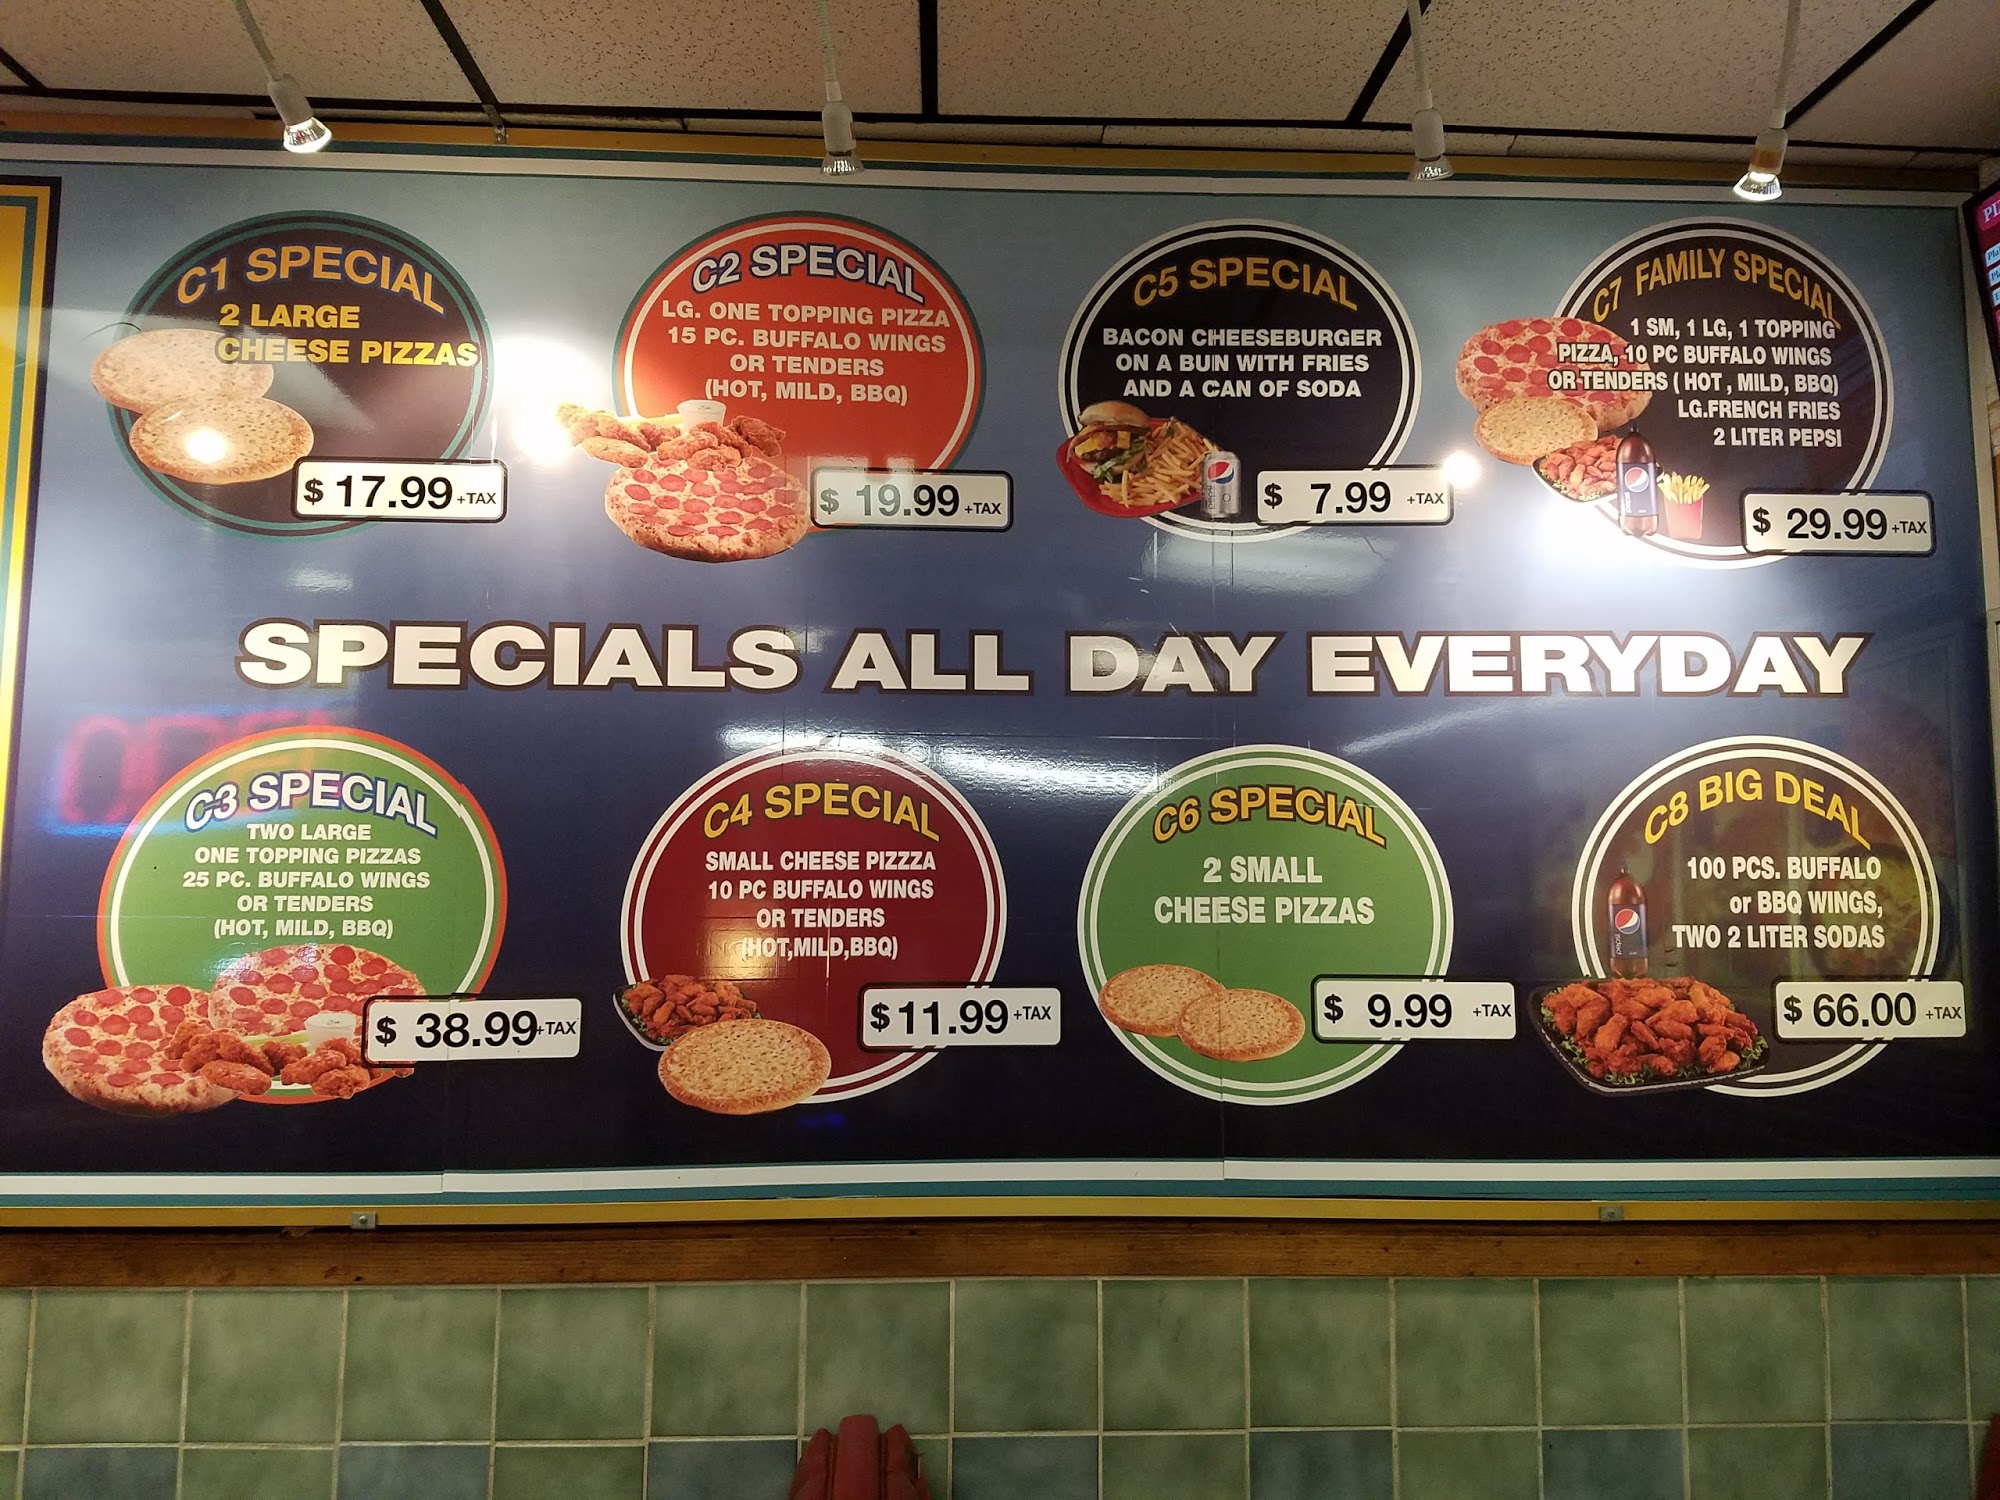 C1 SPECIAL
2 LARGE
CHEESE PIZZAS
$ 17.99 +TAX
C2 SPECIAL
LG. ONE TOPPING PIZZA
15 PC. BUFFALO WINGS
OR TENDERS
(HOT, MILD, BBQ)
$ 19.99 +TAX
C5 SPECIAL
BACON CHEESEBURGER
ON A BUN WITH FRIES
AND A CAN OF SODA
pepsi
$ 7.99 +TAX
C7 FAMILY SPECIAL
1 SM, 1 LG, 1 TOPPING
PIZZA, 10 PC BUFFALO WINGS
OR TENDERS ( HOT , MILD, BBQ)
LG.FRENCH FRIES
2 LITER PEPSI
pepsi
$ 29.99 +TAX
SPECIALS ALL DAY EVERYDAY
C3 SPECIAL
TWO LARGE
ONE TOPPING PIZZAS
25 PC. BUFFALO WINGS
OR TENDERS
(HOT, MILD, BBQ)
$ 38.99 +TAX
C4 SPECIAL
SMALL CHEESE PIZZZA
10 PC BUFFALO WINGS
OR TENDERS
(HOT,MILD,BBQ)
$ 11.99 +TAX
C6 SPECIAL
2 SMALL
CHEESE PIZZAS
$ 9.99 +TAX
C8 BIG DEAL
100 PCS. BUFFALO
or BBQ WINGS,
TWO 2 LITER SODAS
pepsi
$ 66.00 +TAX